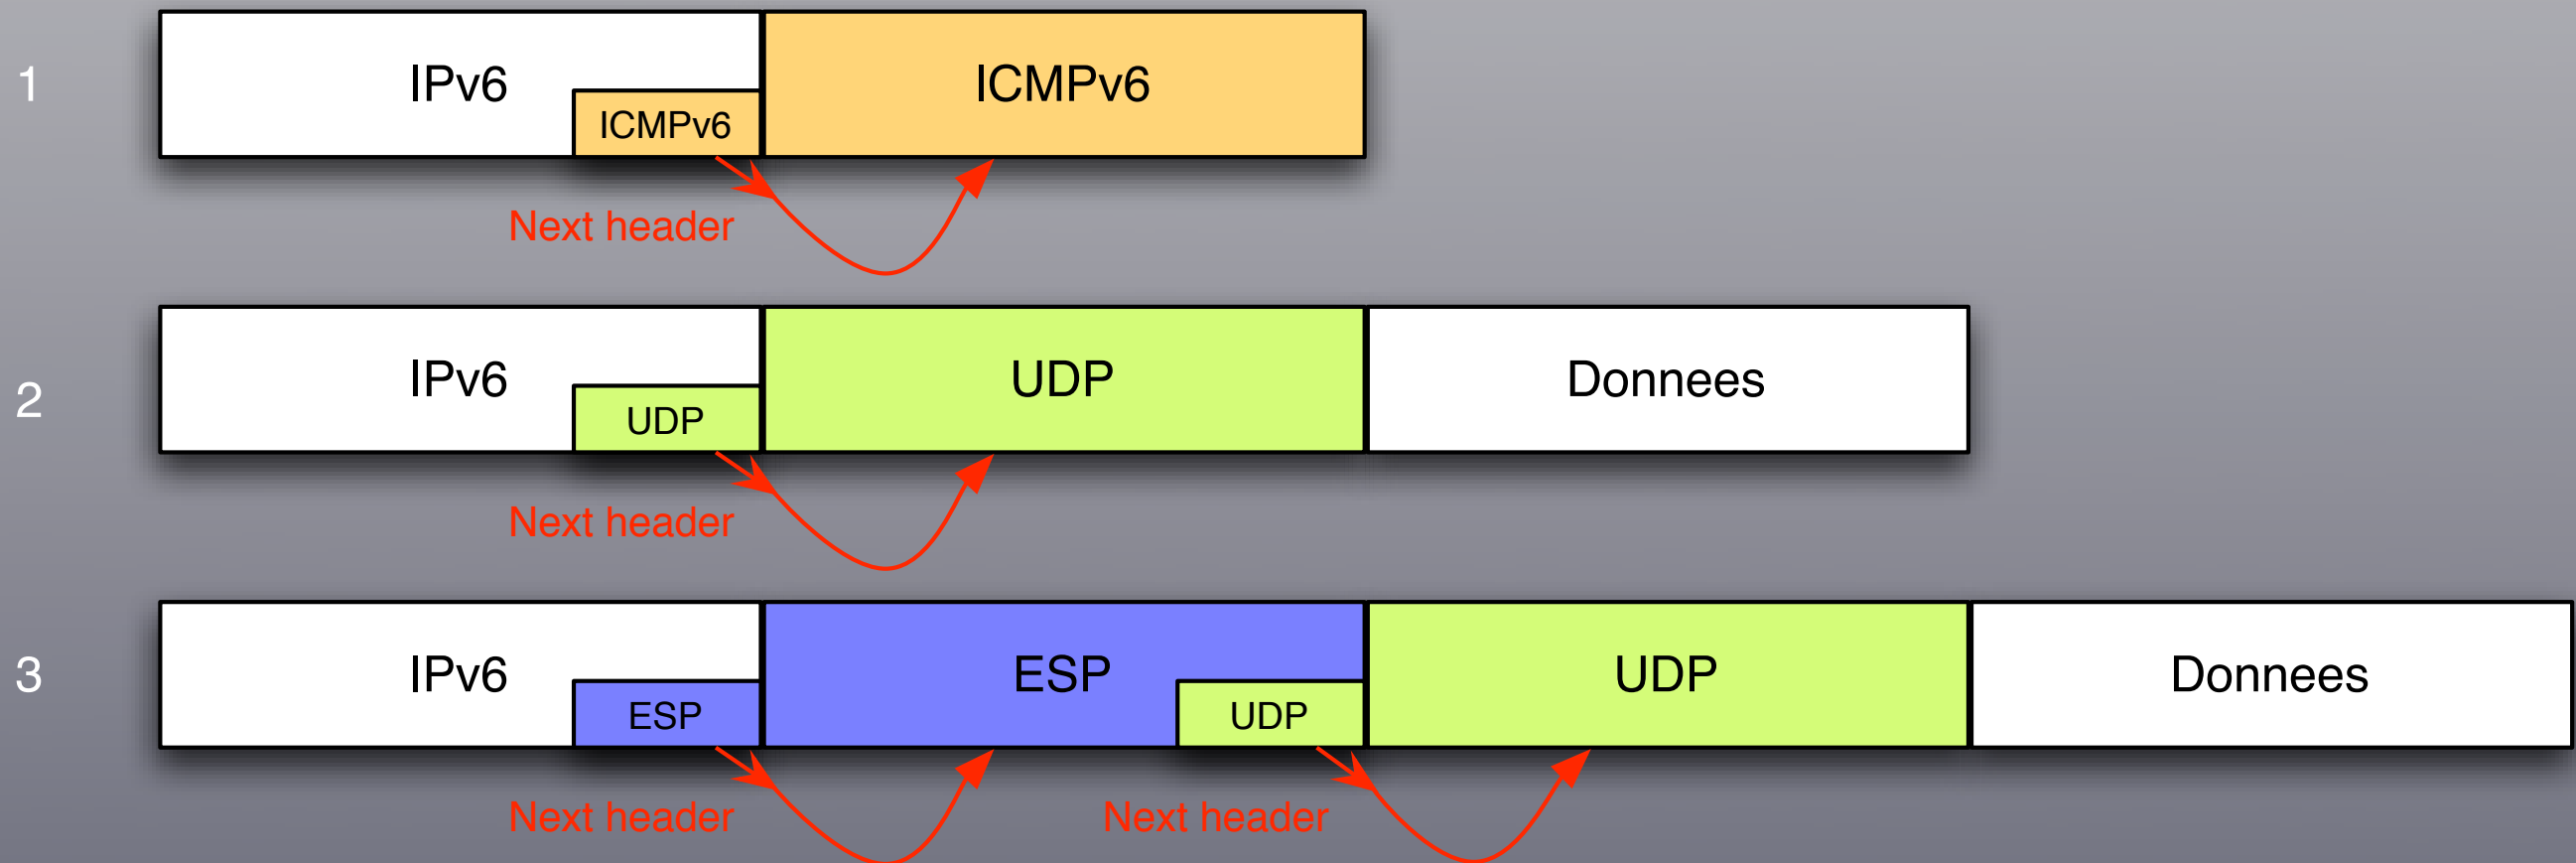 1
IPv6
ICMPv6
ICMPv6
Next header
2
IPv6
UDP
UDP
Donnees
Next header
3
IPv6
ESP
ESP
UDP
UDP
Donnees
Next header
Next header